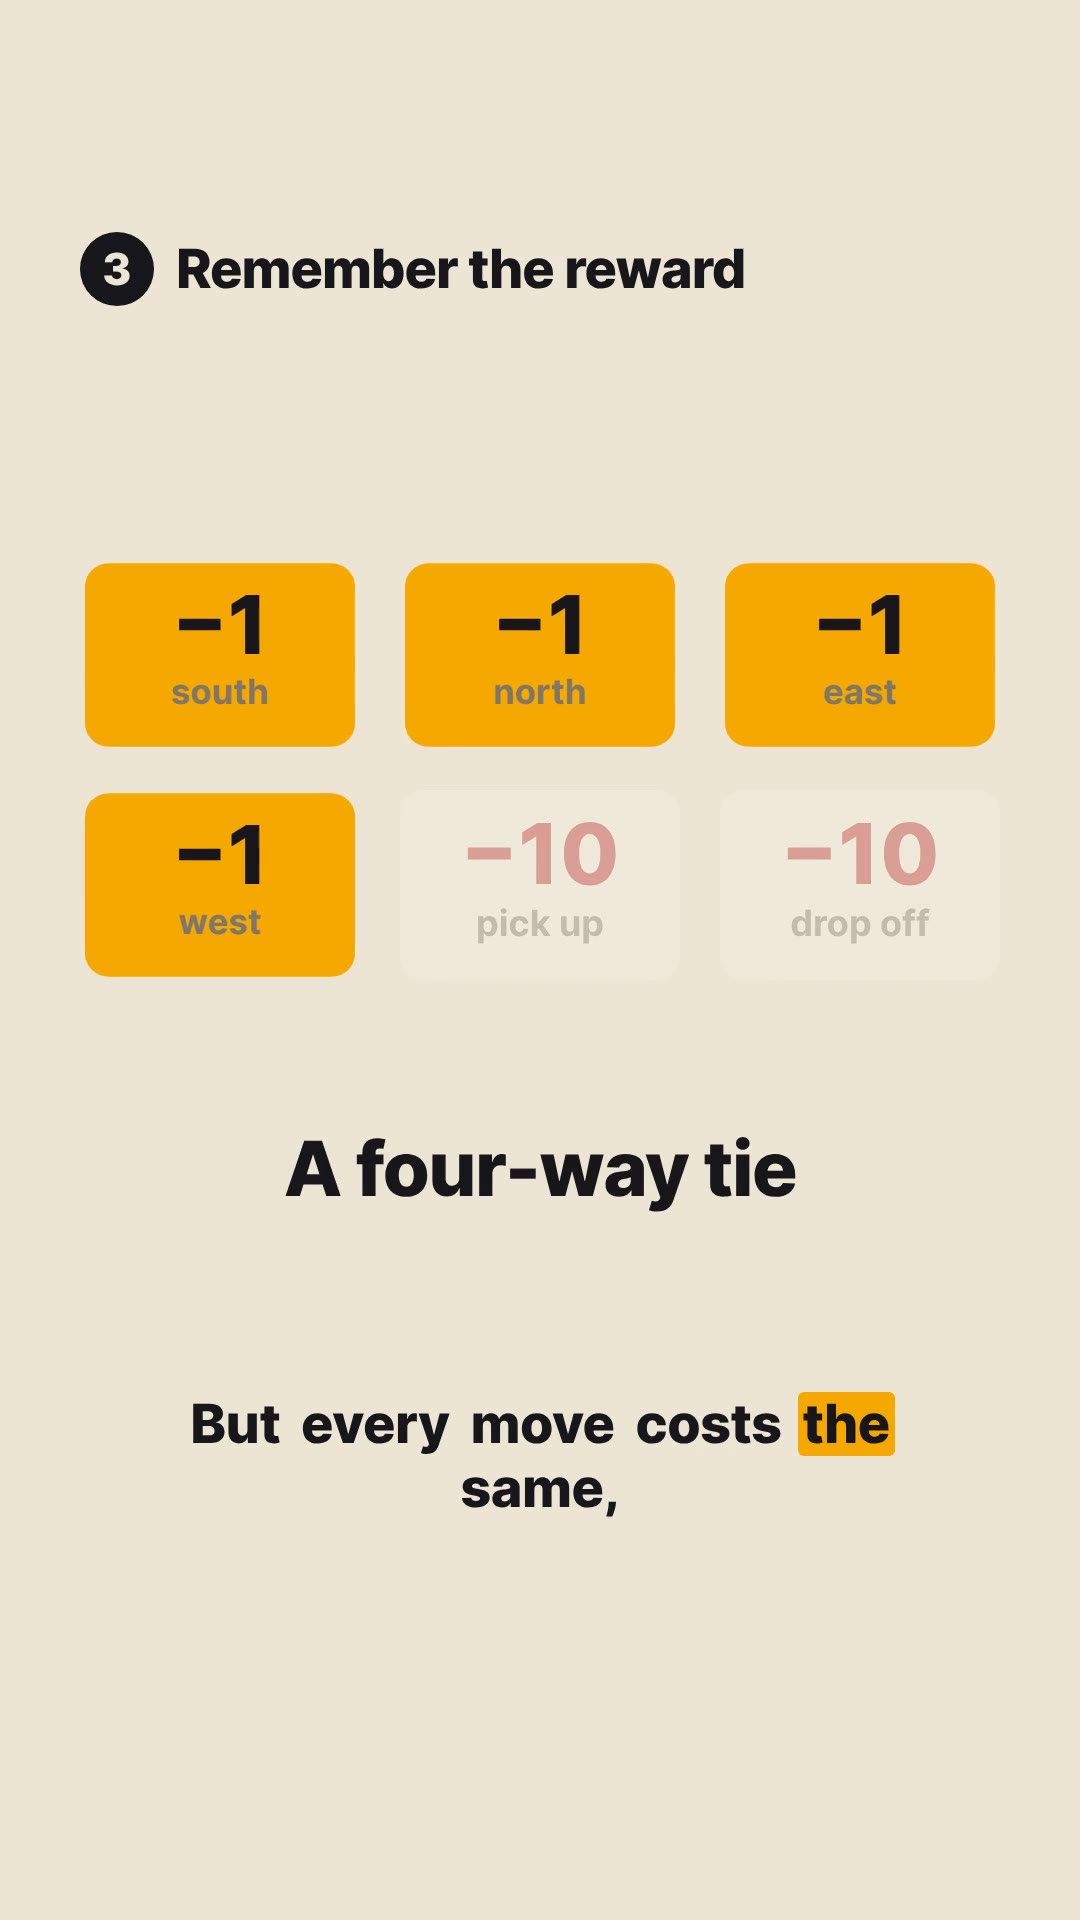 3 Remember the reward
−1 −1 −1
south north east
−1 −10 −10
west pick up drop off
A four-way tie
But every move costs the
same,